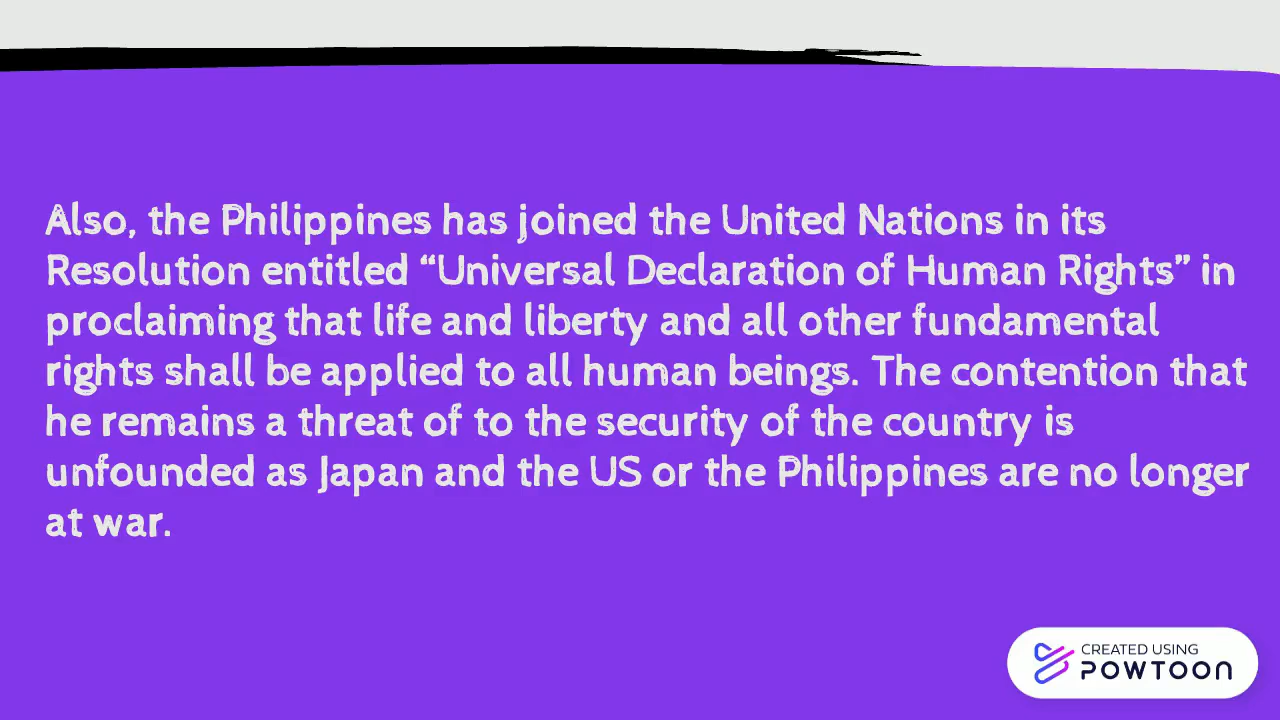 Also, the Philippines has joined the United Nations in its
Resolution entitled “Universal Declaration of Human Rights” in
proclaiming that life and liberty and all other fundamental
rights shall be applied to all human beings. The contention that
he remains a threat of to the security of the country is
unfounded as Japan and the US or the Philippines are no longer
at war.
CREATED USING
POWTOON